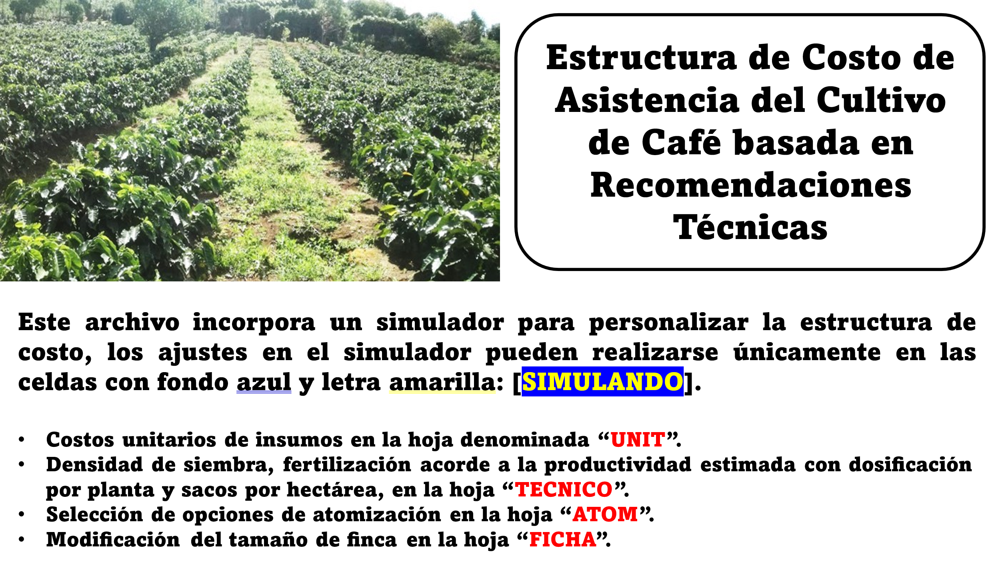 Estructura de Costo de
Asistencia del Cultivo
de Café basada en
Recomendaciones
Técnicas
Este archivo incorpora un simulador para personalizar la estructura de
costo, los ajustes en el simulador pueden realizarse únicamente en las
celdas con fondo azul y letra amarilla: [SIMULANDO].
• Costos unitarios de insumos en la hoja denominada “UNIT”.
• Densidad de siembra, fertilización acorde a la productividad estimada con dosificación
por planta y sacos por hectárea, en la hoja “TECNICO”.
• Selección de opciones de atomización en la hoja “ATOM”.
• Modificación del tamaño de finca en la hoja “FICHA”.